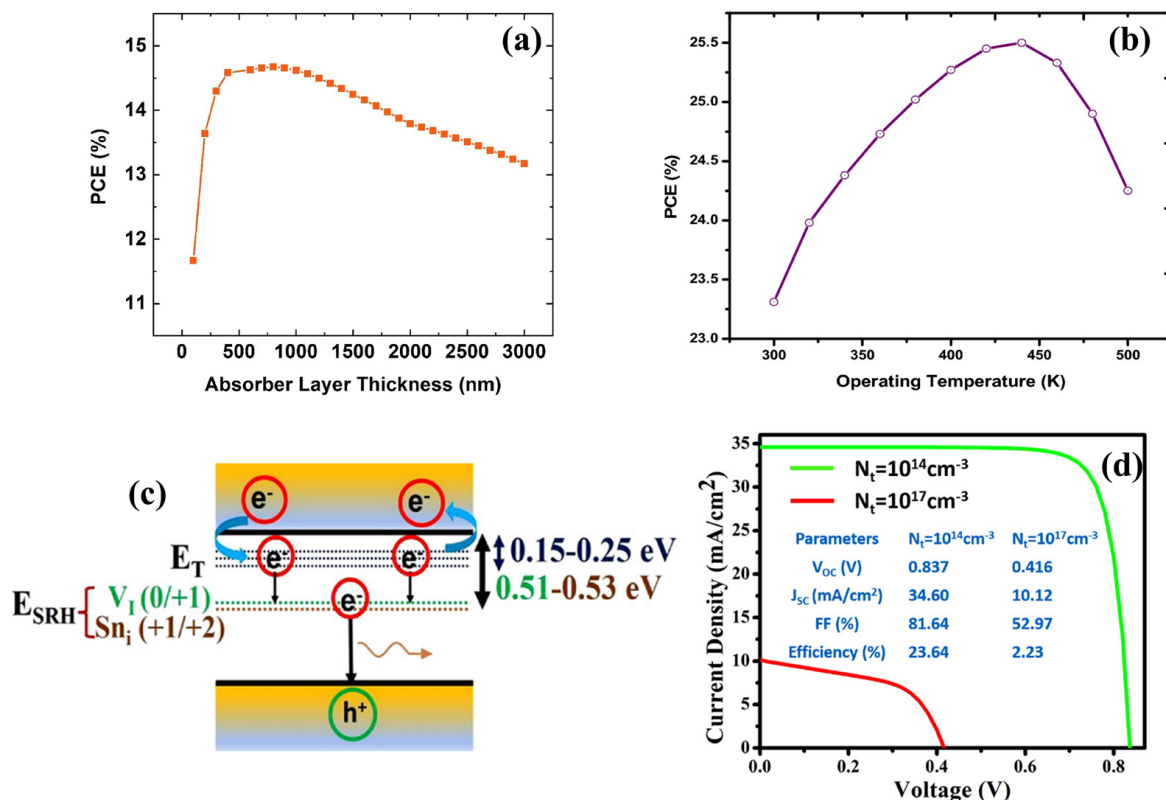 (a)
15
14
13
12
11
PCE (%)
0 500 1000 1500 2000 2500 3000
Absorber Layer Thickness (nm)
(b)
25.5
25.0
24.5
24.0
23.5
23.0
PCE (%)
300 350 400 450 500
Operating Temperature (K)
(c)
e⁻ e⁻
e⁻ e⁻
E_T
0.15-0.25 eV
0.51-0.53 eV
E_SRH
V_I (0/+1)
Sn_i (+1/+2)
e⁻
h⁺
(d)
35
30
25
20
15
10
5
0
Current Density (mA/cm²)
N_t=10¹⁴cm⁻³
N_t=10¹⁷cm⁻³
Parameters N_t=10¹⁴cm⁻³ N_t=10¹⁷cm⁻³
V_OC (V) 0.837 0.416
J_SC (mA/cm²) 34.60 10.12
FF (%) 81.64 52.97
Efficiency (%) 23.64 2.23
0.0 0.2 0.4 0.6 0.8
Voltage (V)